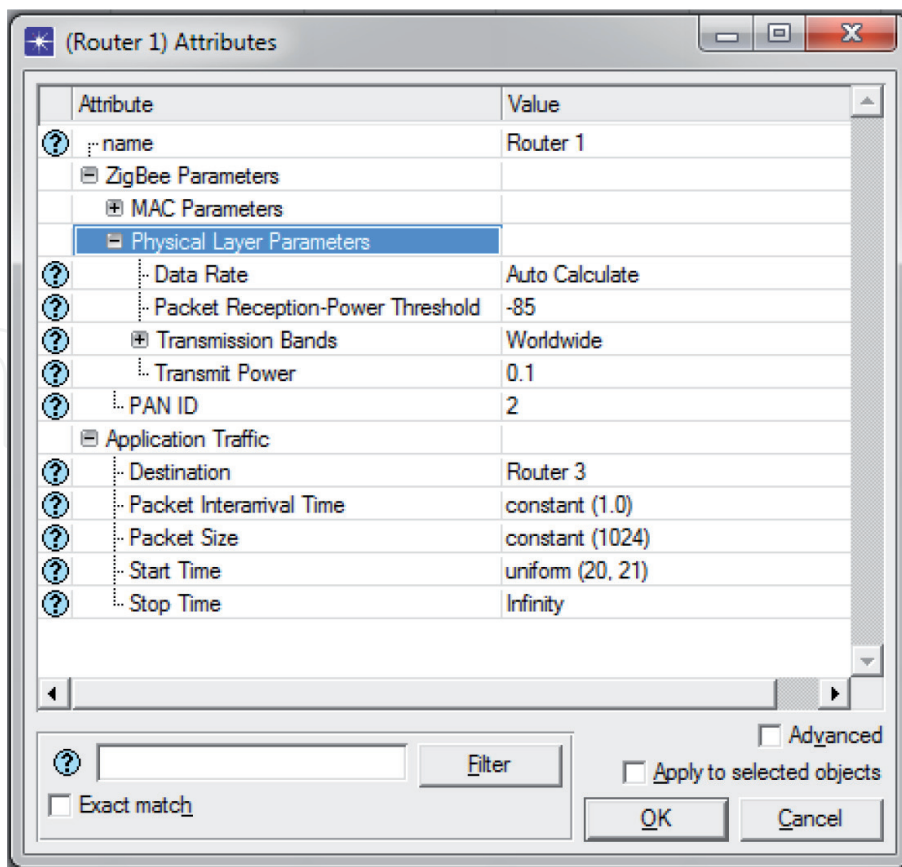 (Router 1) Attributes
Attribute Value
name Router 1
ZigBee Parameters
MAC Parameters
Physical Layer Parameters
Data Rate Auto Calculate
Packet Reception-Power Threshold -85
Transmission Bands Worldwide
Transmit Power 0.1
PAN ID 2
Application Traffic
Destination Router 3
Packet Interarrival Time constant (1.0)
Packet Size constant (1024)
Start Time uniform (20, 21)
Stop Time Infinity
Advanced
Filter
Apply to selected objects
Exact match
OK Cancel